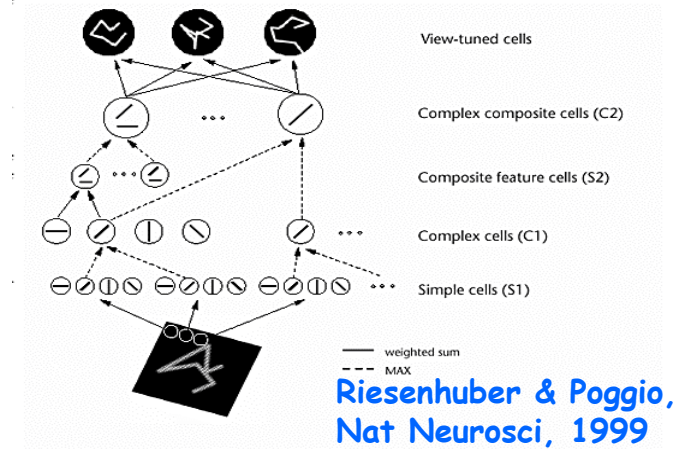 View-tuned cells
Complex composite cells (C2)
Composite feature cells (S2)
Complex cells (C1)
Simple cells (S1)
weighted sum
MAX
Riesenhuber & Poggio,
Nat Neurosci, 1999